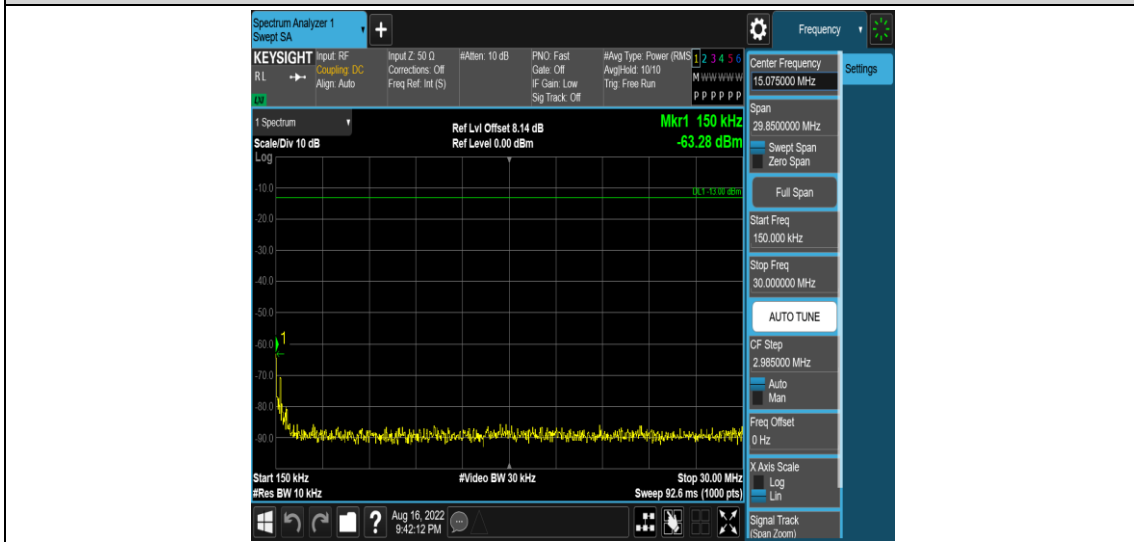 Spectrum Analyzer 1
Swept SA
+
Frequency
KEYSIGHT
RL
LXI
Input: RF
Coupling: DC
Align: Auto
Input Z: 50 Ω
Corrections: Off
Freq Ref: Int (S)
#Atten: 10 dB
PNO: Fast
Gate: Off
IF Gain: Low
Sig Track: Off
#Avg Type: Power (RMS
Avg|Hold: 10/10
Trig: Free Run
1 2 3 4 5 6
M W W W W W
P P P P P P
Center Frequency
15.075000 MHz
Settings
Span
29.8500000 MHz
Swept Span
Zero Span
Full Span
Start Freq
150.000 kHz
Stop Freq
30.000000 MHz
AUTO TUNE
CF Step
2.985000 MHz
Auto
Man
Freq Offset
0 Hz
X Axis Scale
Log
Lin
Signal Track
(Span Zoom)
1 Spectrum
Scale/Div 10 dB
Log
Ref Lvl Offset 8.14 dB
Ref Level 0.00 dBm
Mkr1 150 kHz
-63.28 dBm
DL1 -13.00 dBm
-10.0
-20.0
-30.0
-40.0
-50.0
-60.0
-70.0
-80.0
-90.0
1
Start 150 kHz
#Res BW 10 kHz
#Video BW 30 kHz
Stop 30.00 MHz
Sweep 92.6 ms (1000 pts)
?
Aug 16, 2022
9:42:12 PM